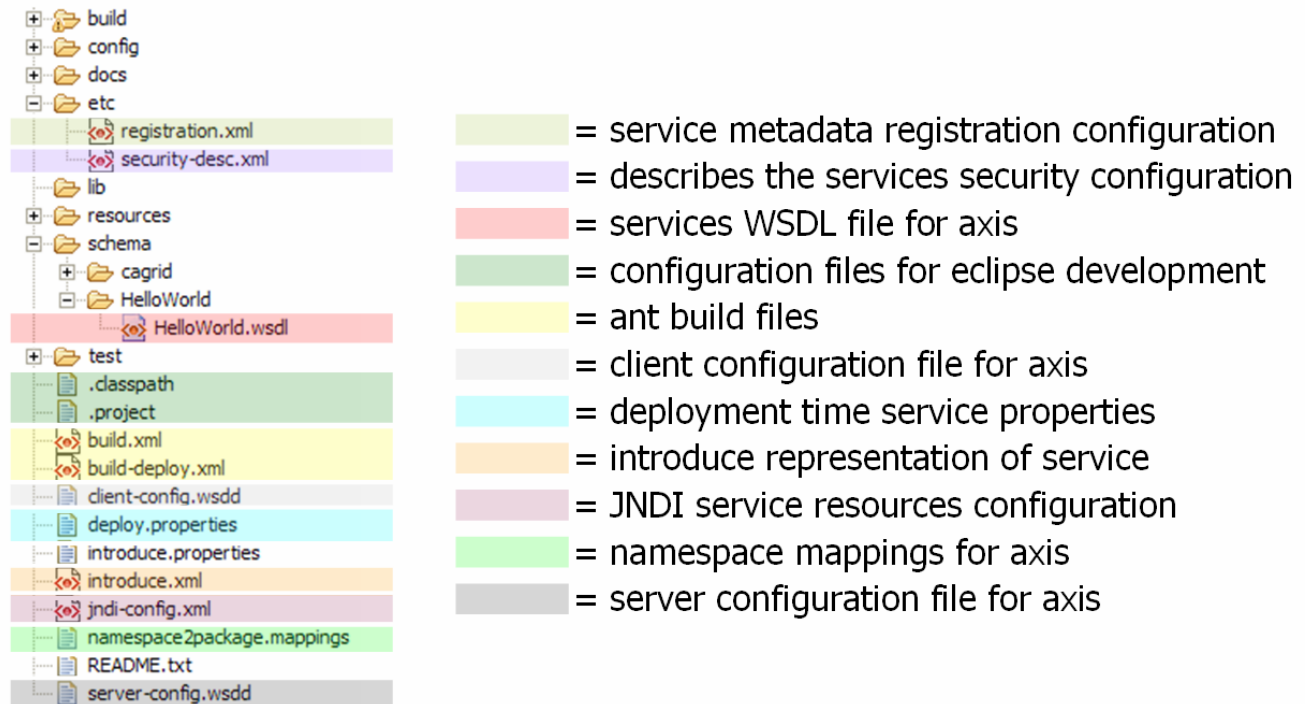 build
config
docs
etc
registration.xml
security-desc.xml
lib
resources
schema
cagrid
HelloWorld
HelloWorld.wsdl
test
.classpath
.project
build.xml
build-deploy.xml
client-config.wsdd
deploy.properties
introduce.properties
introduce.xml
jndi-config.xml
namespace2package.mappings
README.txt
server-config.wsdd
= service metadata registration configuration
= describes the services security configuration
= services WSDL file for axis
= configuration files for eclipse development
= ant build files
= client configuration file for axis
= deployment time service properties
= introduce representation of service
= JNDI service resources configuration
= namespace mappings for axis
= server configuration file for axis